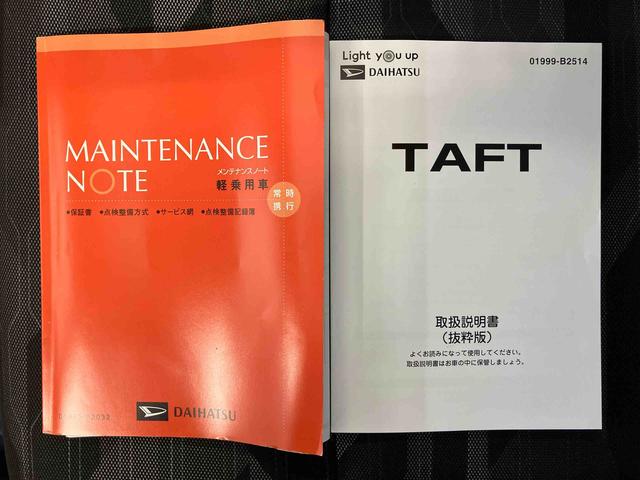 MAINTENANCE
NOTE
メンテナンスノート
軽乗用車
常時
携行
●保証書 ●点検整備方式 ●サービス網 ●点検整備記録簿
DAIHATSU
Light you up
DAIHATSU
01999-B2514
TAFT
取扱説明書
（抜粋版）
よくお読みになって使用してください。
取扱説明書はお車の中に保管しましょう。